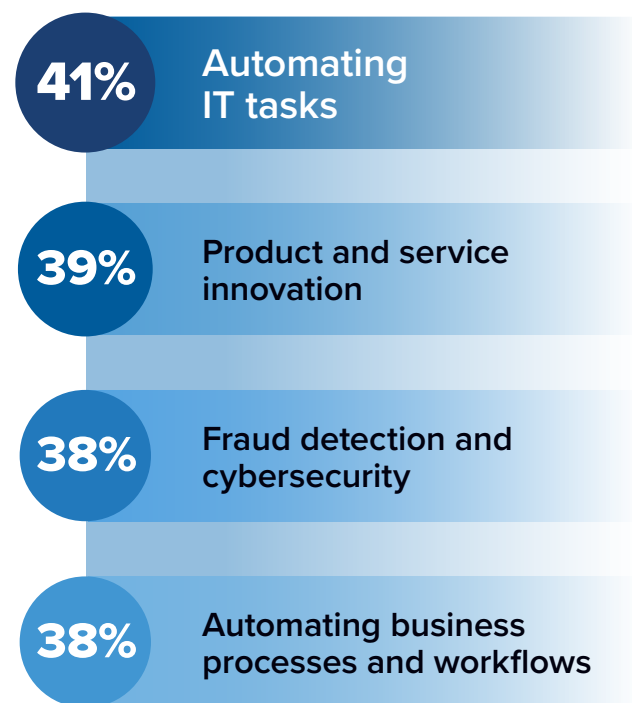 41%
Automating
IT tasks
39%
Product and service
innovation
38%
Fraud detection and
cybersecurity
38%
Automating business
processes and workflows